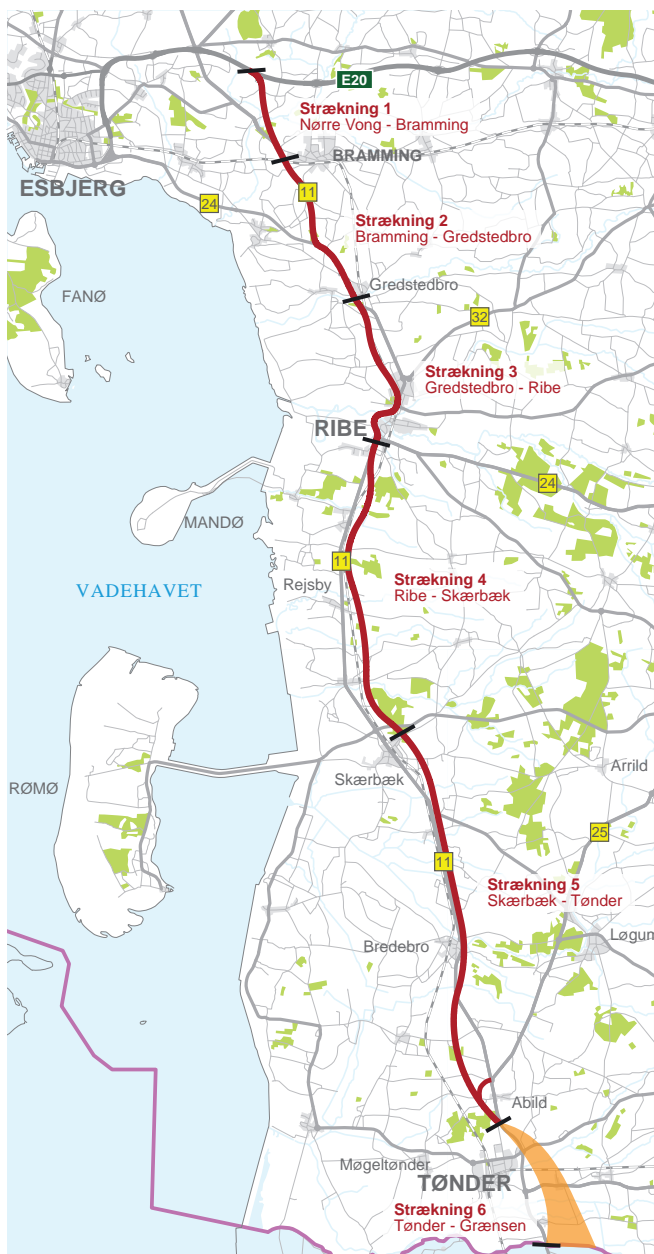 E20
Strækning 1
Nørre Vong - Bramming
BRAMMING
ESBJERG
24
11
Strækning 2
Bramming - Gredstedbro
Gredstedbro
FANØ
32
Strækning 3
Gredstedbro - Ribe
RIBE
24
MANDØ
11
Strækning 4
Ribe - Skærbæk
Rejsby
VADEHAVET
Skærbæk
Arrild
RØMØ
25
11
Strækning 5
Skærbæk - Tønder
Bredebro
Løgum
Abild
Møgeltønder
TØNDER
Strækning 6
Tønder - Grænsen